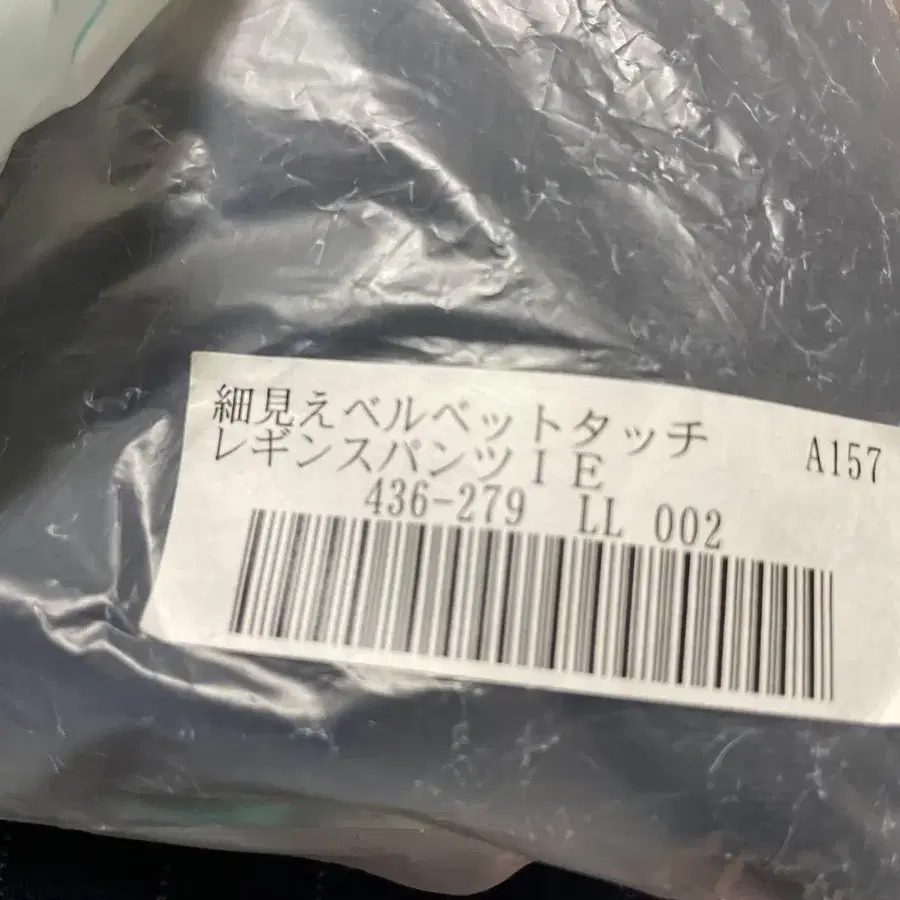 細見えベルベットタッチ
レギンスパンツＩＥ A157
436-279 LL 002